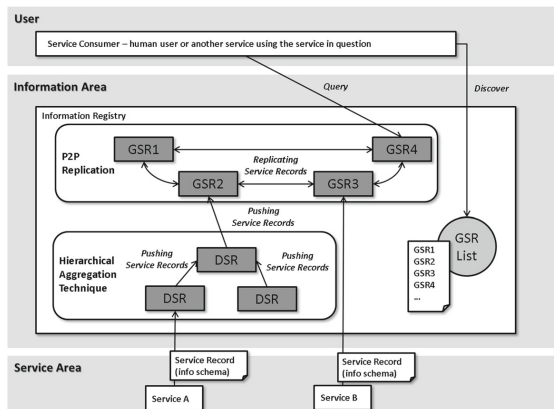 User
Service Consumer – human user or another service using the service in question
Information Area
Query
Discover
Information Registry
P2P
Replication
GSR1
GSR4
Replicating
Service Records
GSR2
GSR3
Pushing
Service Records
Hierarchical
Aggregation
Technique
Pushing
Service Records
DSR
Pushing
Service Records
DSR
DSR
GSR1
GSR2
GSR3
GSR4
...
GSR
List
Service Area
Service Record
(info schema)
Service Record
(info schema)
Service A
Service B